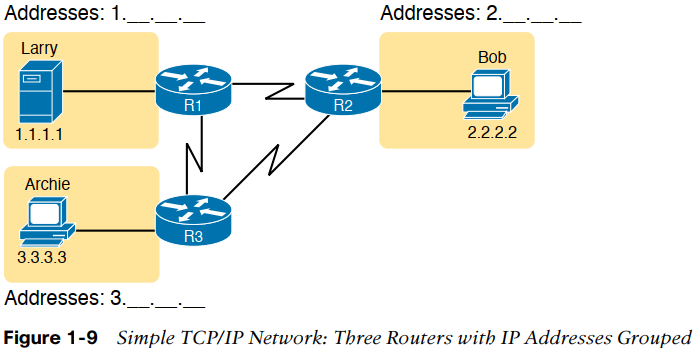 Addresses: 1.__.__.__
Addresses: 2.__.__.__
Larry
Bob
R1
R2
1.1.1.1
2.2.2.2
Archie
R3
3.3.3.3
Addresses: 3.__.__.__
Figure 1-9 Simple TCP/IP Network: Three Routers with IP Addresses Grouped